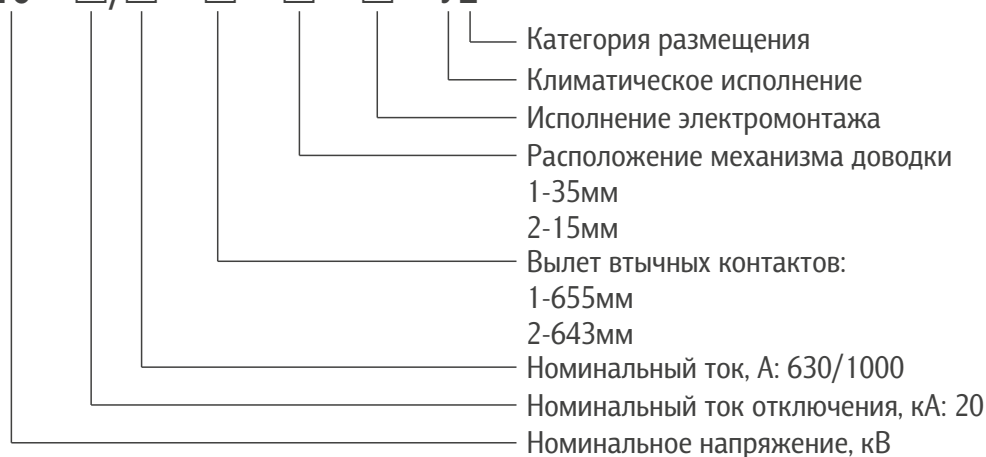 Категория размещения
Климатическое исполнение
Исполнение электромонтажа
Расположение механизма доводки
1-35мм
2-15мм
Вылет втычных контактов:
1-655мм
2-643мм
Номинальный ток, А: 630/1000
Номинальный ток отключения, кА: 20
Номинальное напряжение, кВ